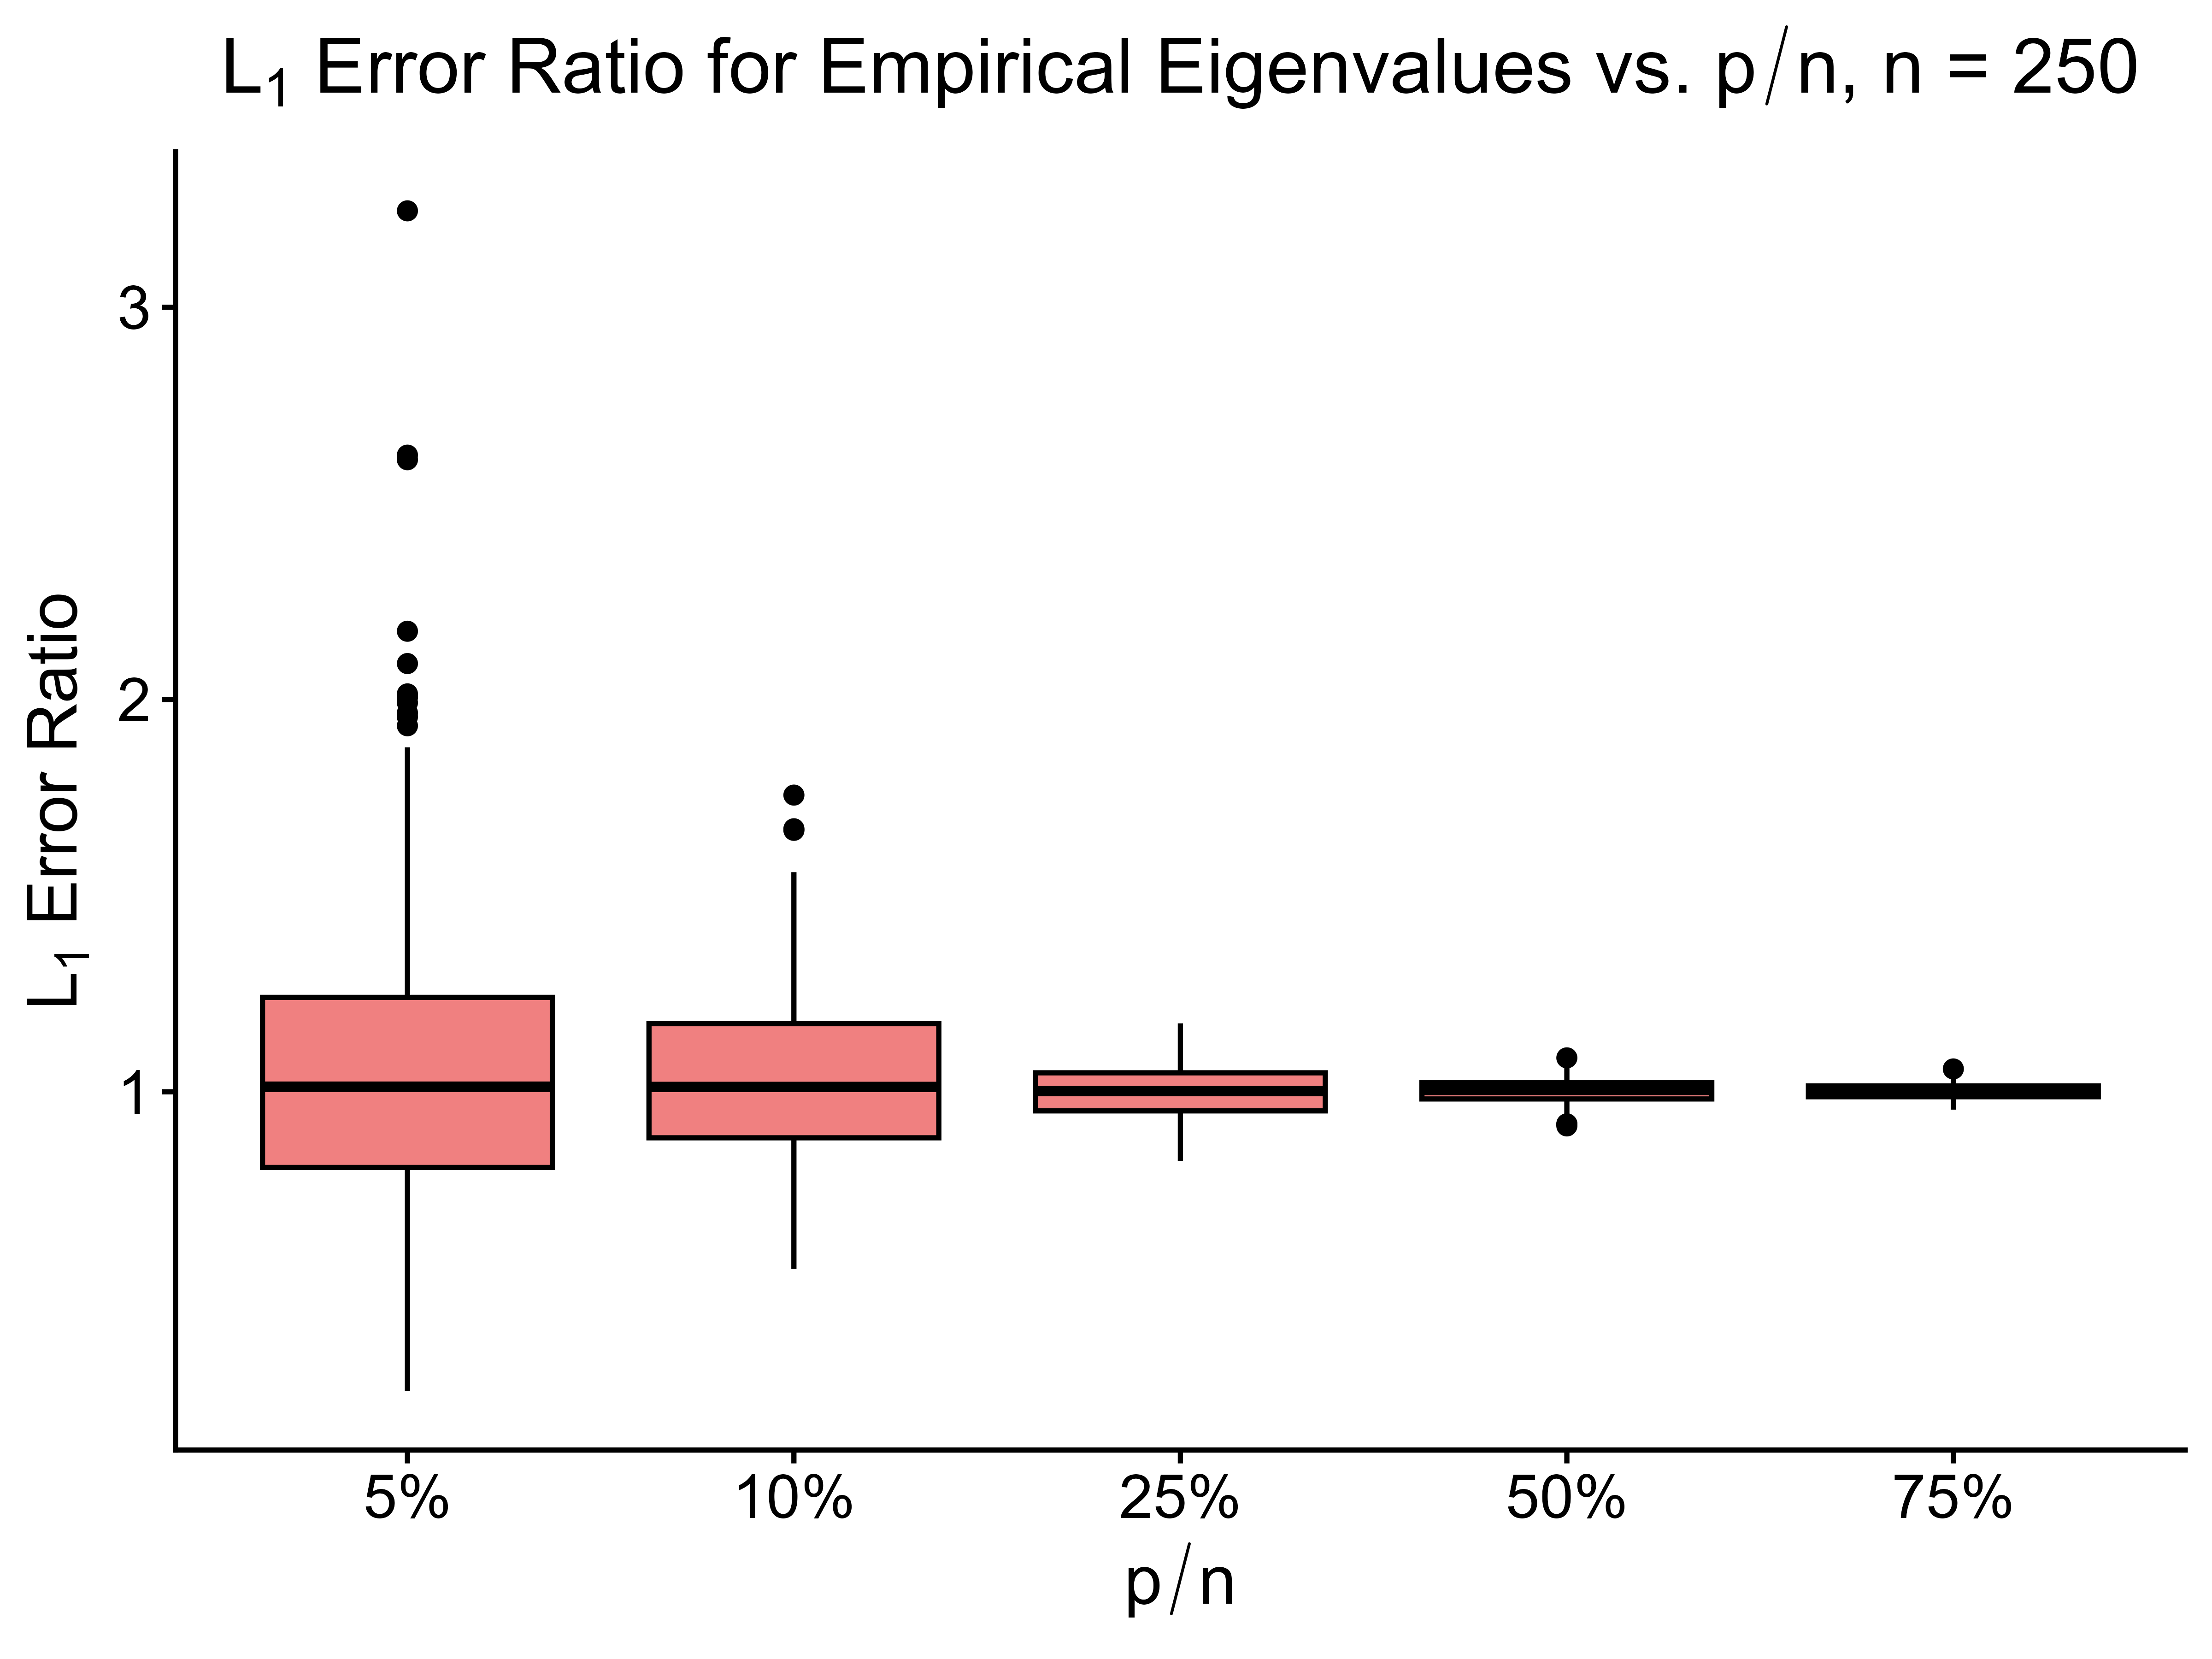 L₁ Error Ratio for Empirical Eigenvalues vs. p/n, n = 250
L₁ Error Ratio
3
2
1
5% 10% 25% 50% 75%
p/n